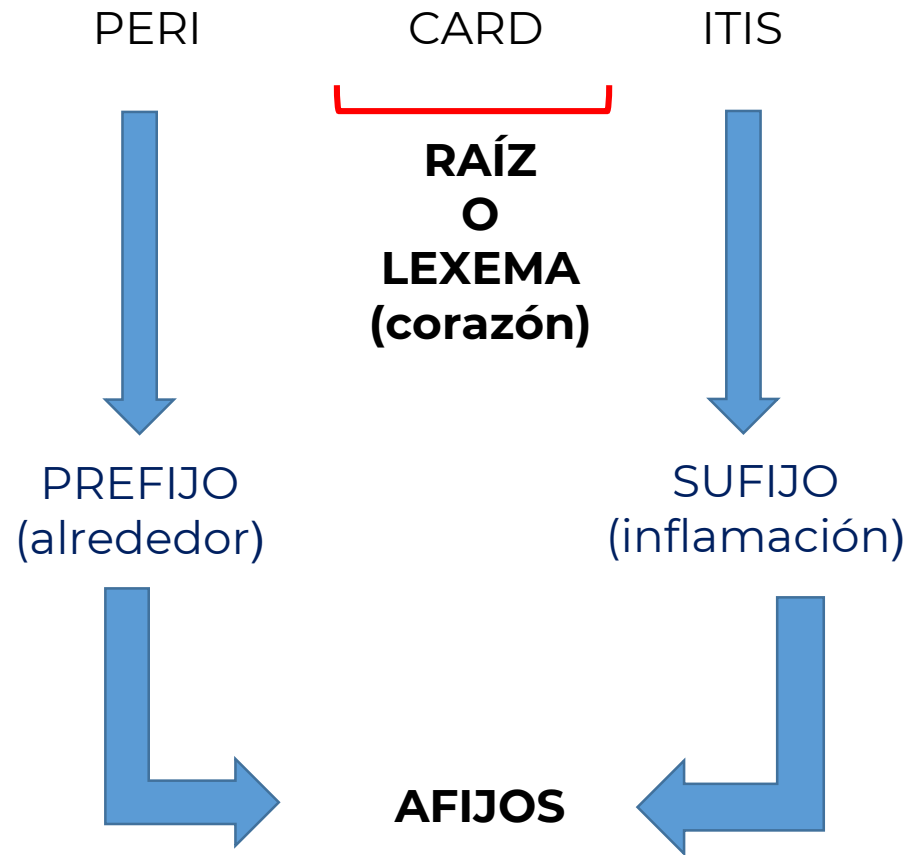 PERI CARD ITIS
RAÍZ
O
LEXEMA
(corazón)
PREFIJO
(alrededor)
SUFIJO
(inflamación)
AFIJOS